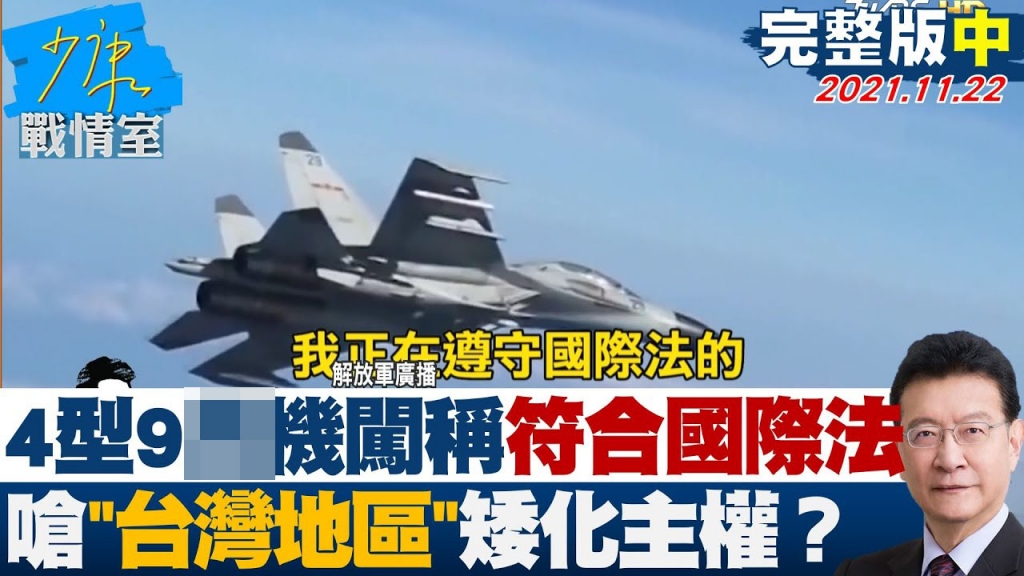 少康
戰情室
完整版中
2021.11.22
我正在遵守國際法的
解放軍廣播
4型9 機闖稱符合國際法
嗆"台灣地區"矮化主權？
29